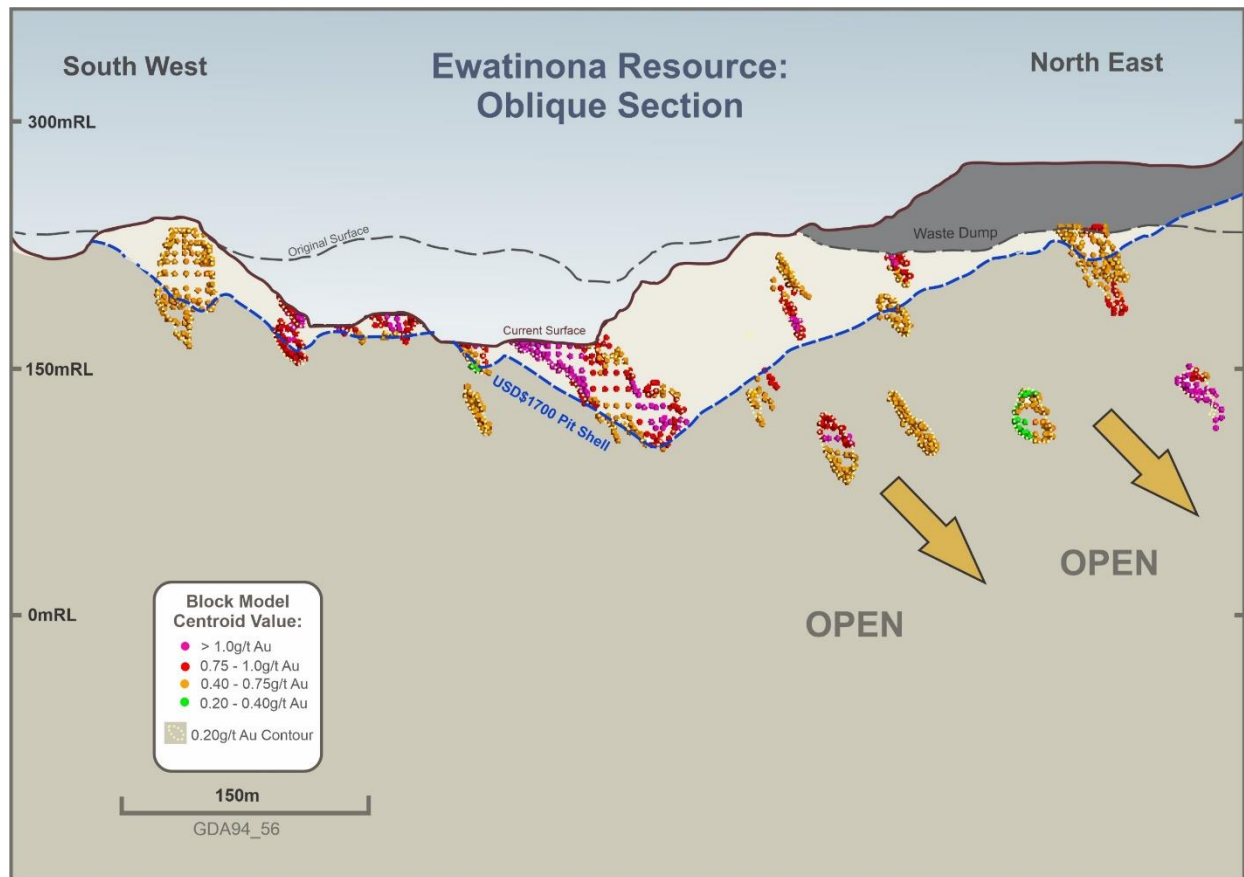 South West
Ewatinona Resource:
Oblique Section
North East
300mRL
Original Surface
Waste Dump
Current Surface
150mRL
USD$1700 Pit Shell
OPEN
OPEN
0mRL
Block Model
Centroid Value:
> 1.0g/t Au
0.75 - 1.0g/t Au
0.40 - 0.75g/t Au
0.20 - 0.40g/t Au
0.20g/t Au Contour
150m
GDA94_56